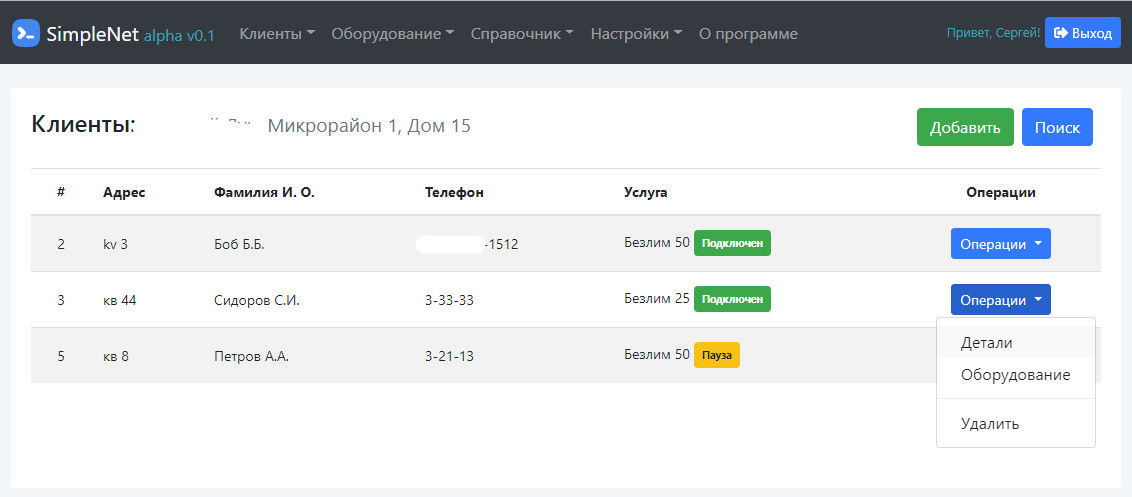 SimpleNet alpha v0.1 Клиенты Оборудование Справочник Настройки О программе Привет, Сергей! Выход
Клиенты: Микрорайон 1, Дом 15 Добавить Поиск
# Адрес Фамилия И. О. Телефон Услуга Операции
2 kv 3 Боб Б.Б. -1512 Безлим 50 Подключен Операции
3 кв 44 Сидоров С.И. 3-33-33 Безлим 25 Подключен Операции
5 кв 8 Петров А.А. 3-21-13 Безлим 50 Пауза
Детали
Оборудование
Удалить